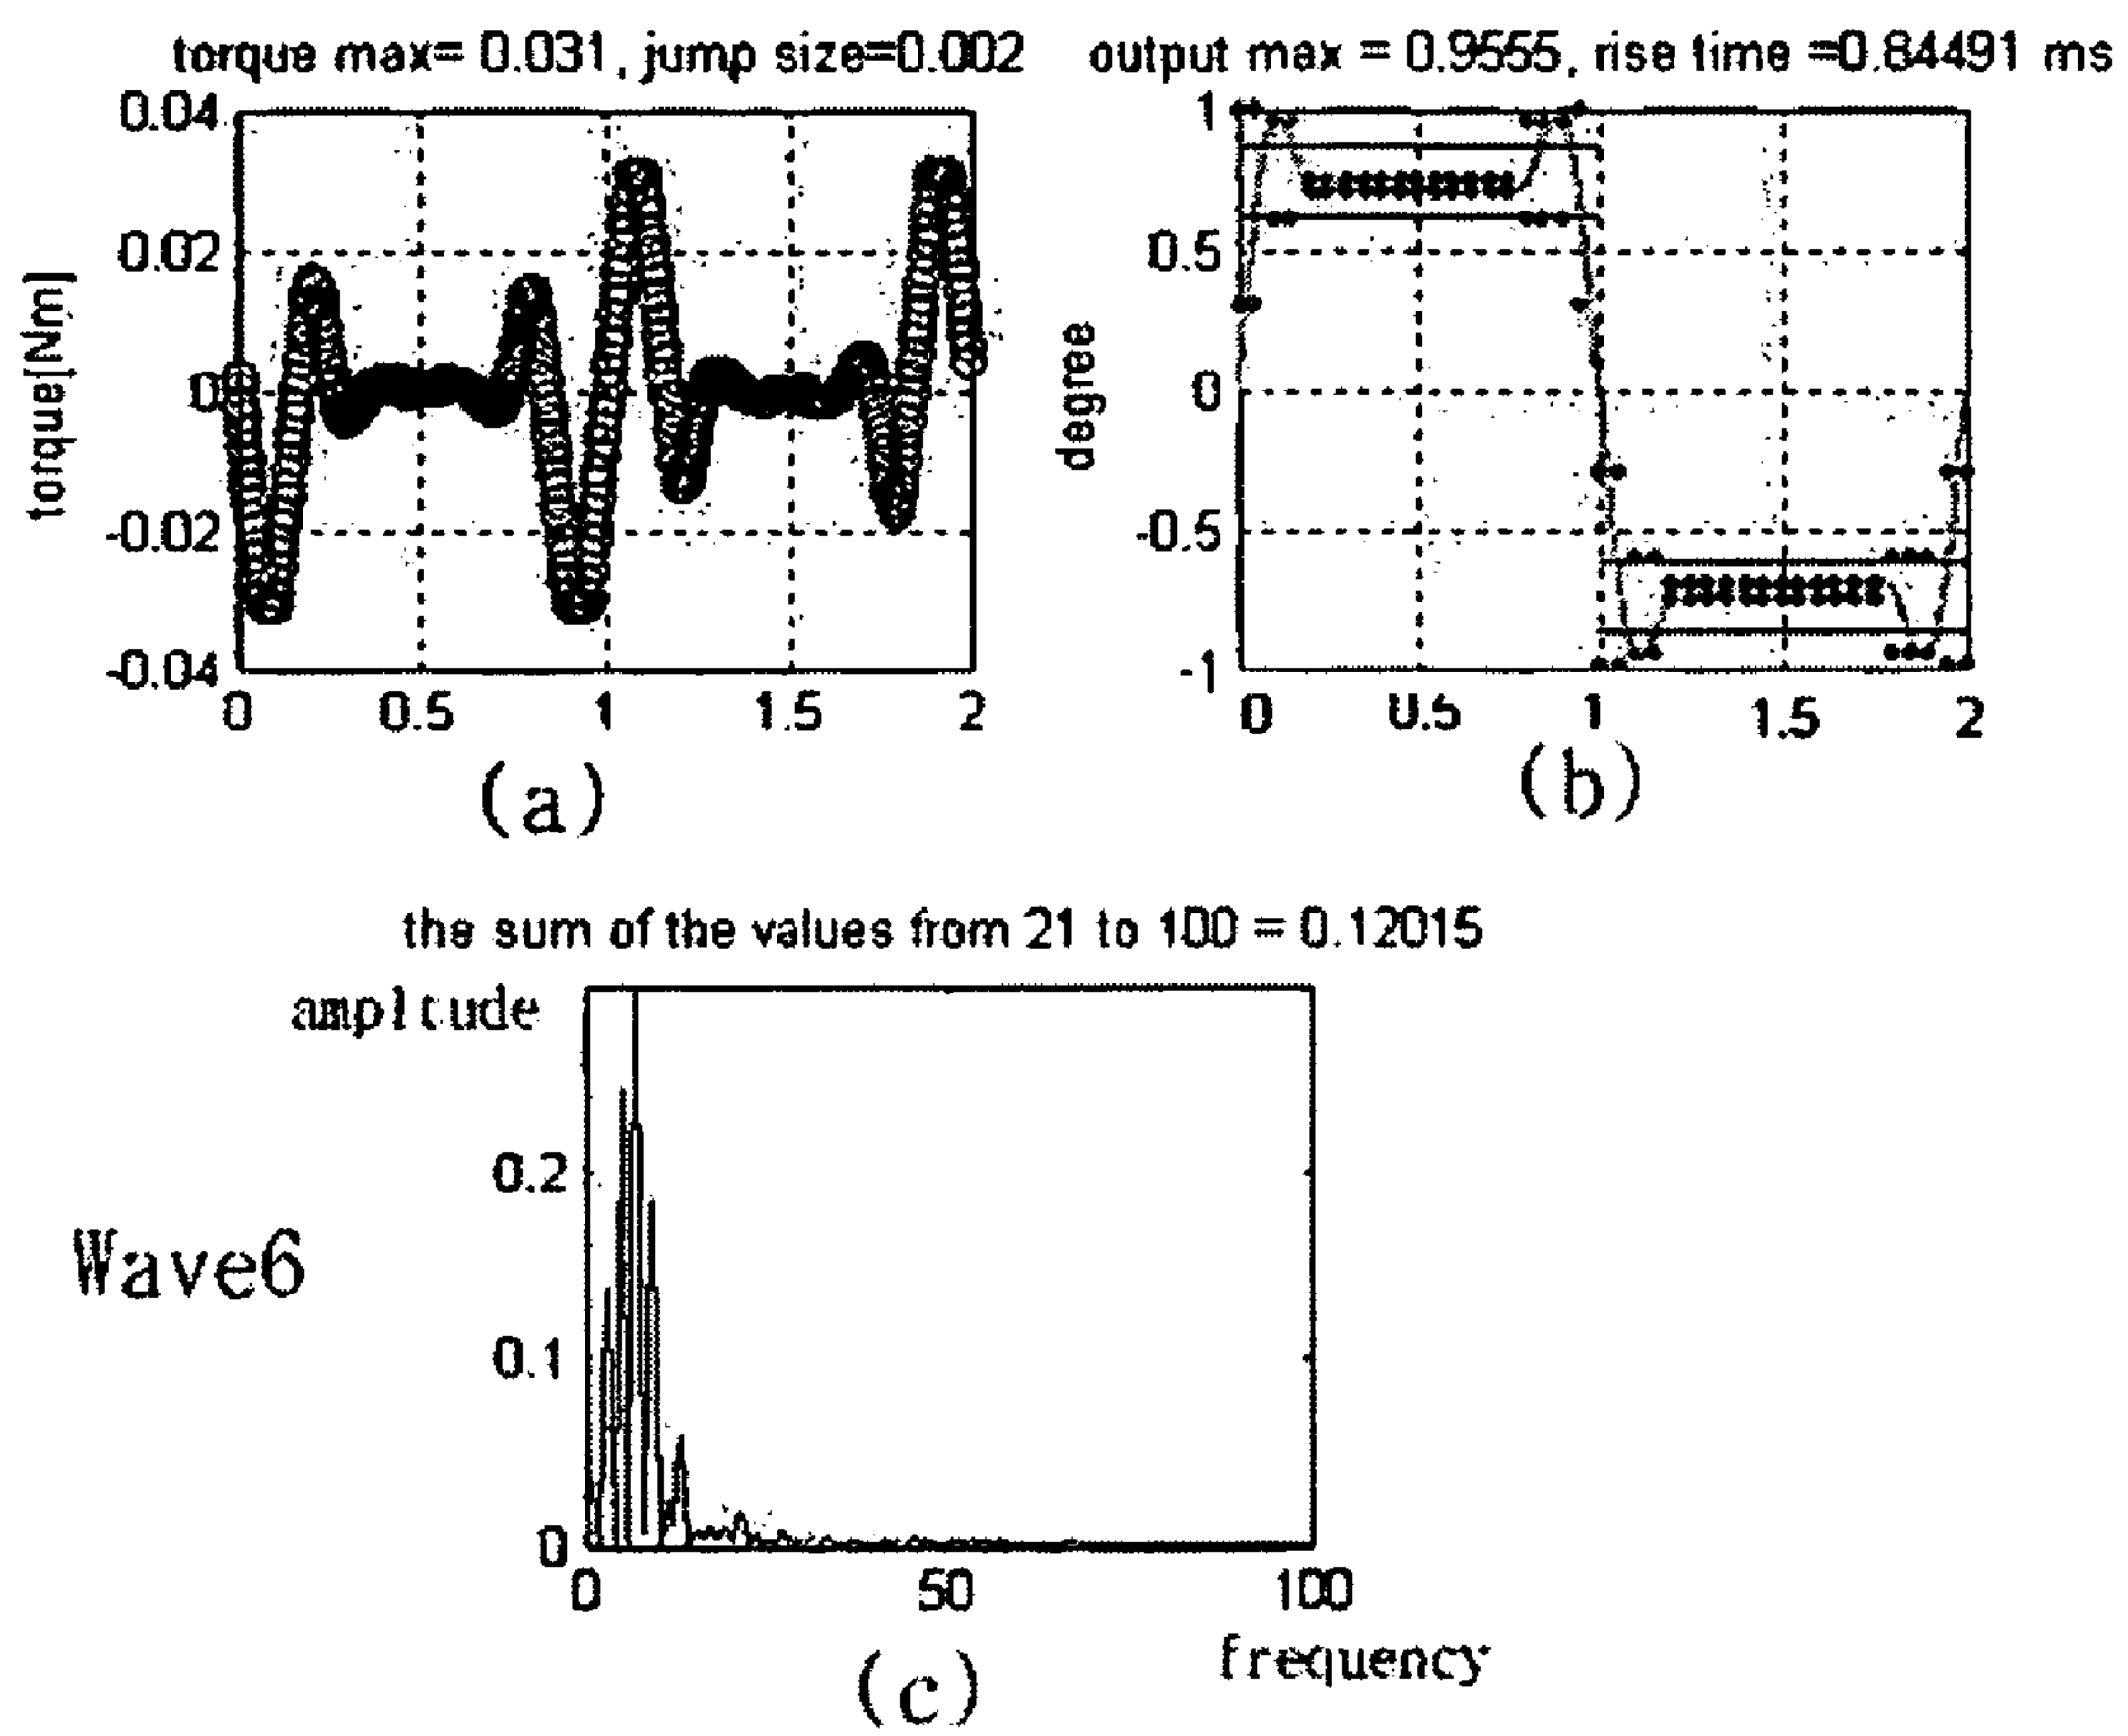 torque max= 0.031, jump size=0.002
output max = 0.9555, rise time =0.84491 ms
0.04
0.02
0
-0.02
-0.04
torque[Nm]
0 0.5 1 1.5 2
(a)
1
0.5
0
-0.5
-1
degree
0 0.5 1 1.5 2
(b)
the sum of the values from 21 to 100 = 0.12015
amplitude
0.2
0.1
0
Wave6
0 50 100
frequency
(c)